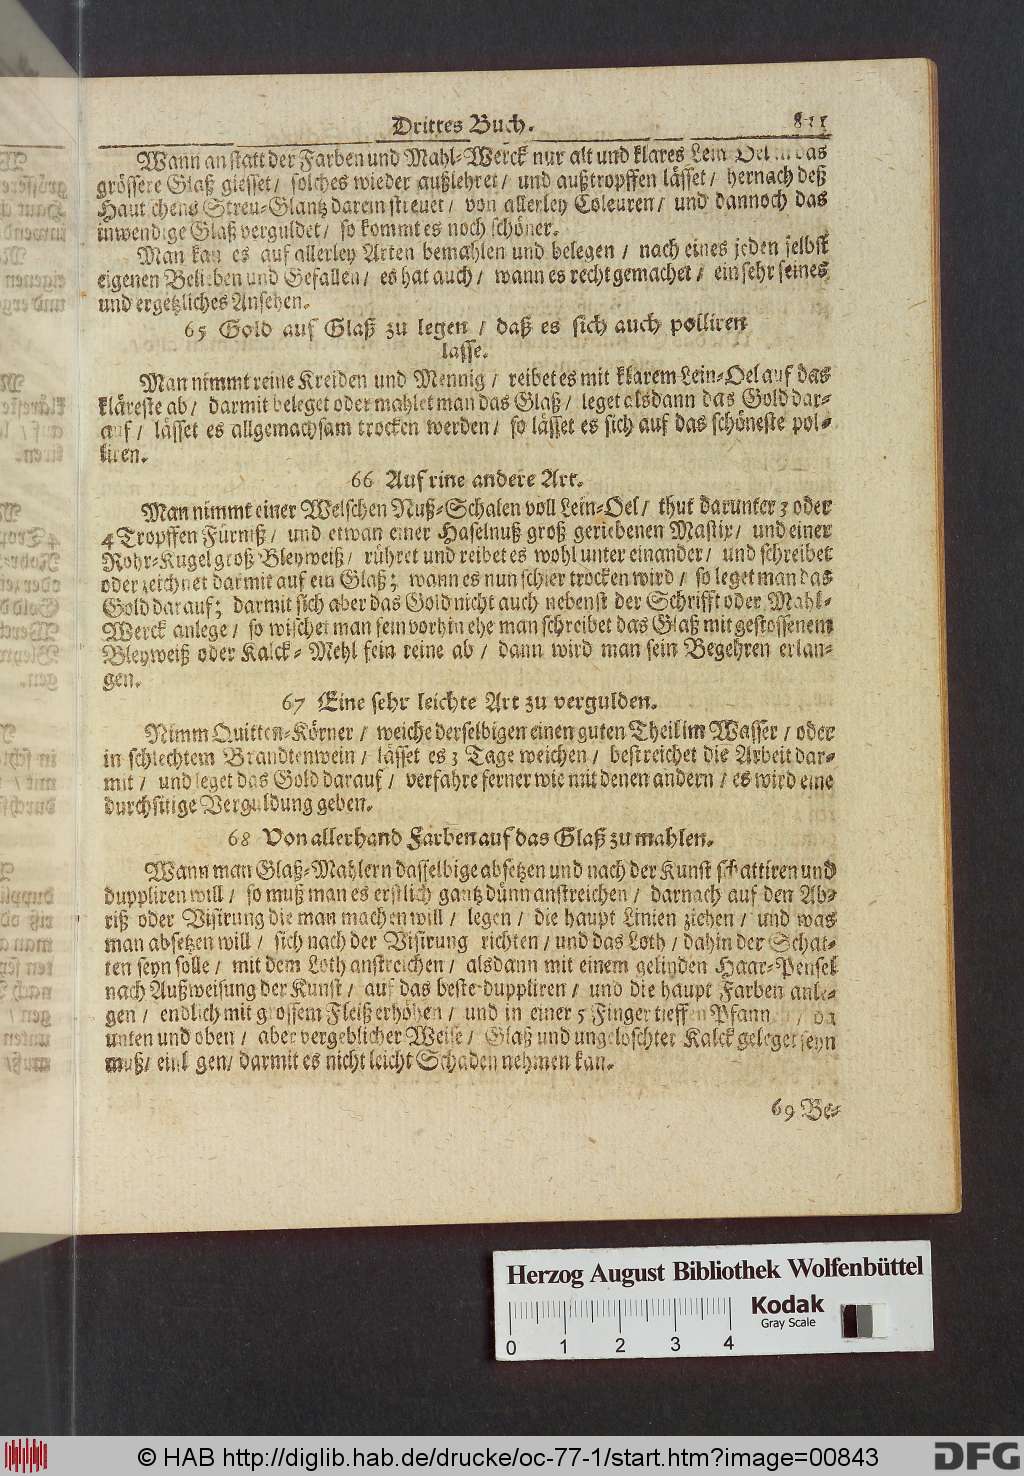 Drittes Buch. 811
Wann an statt der Farben und Mahl-Werck nur alt und klares Lein Oel in das
grössere Glaß giesset / solches wieder außlehret / und außtropffen lässet / hernach deß
Haut chens Streu-Glantz darein streuet / von allerley Coleuren / und dannoch das
inwendige Glaß verguldet / so kommt es noch schöner.
Man kan es auf allerley Arten bemahlen und belegen / nach eines jeden selbst
eigenen Belieben und Gefallen / es hat auch / wann es recht gemachet / ein sehr feines
und ergetzliches Ansehen.
65 Gold auf Glaß zu legen / daß es sich auch polliren
lasse.
Man nimmt reine Kreiden und Mennig / reibet es mit klarem Lein-Oel auf das
kläreste ab / darmit beleget oder mahlet man das Glaß / leget alsdann das Gold dar-
auf / lässet es allgemachsam trocken werden / so lässet es sich auf das schöneste pol-
liren.
66 Auf rine andere Art.
Man nimmt einer Welschen Nuß-Schalen voll Lein-Oel / thut darunter 3 oder
4 Tropffen Fürniß / und etwan einer Haselnuß groß geriebenen Mastix / und einer
Rohr-Kugel groß Bleyweiß / rühret und reibet es wohl unter einander / und schreibet
oder zeichnet darmit auf ein Glaß; wann es nun schier trocken wird / so leget man das
Gold darauf; darmit sich aber das Gold nicht auch nebenst der Schrifft oder Mahl-
Werck anlege / so wischet man fein vorhin ehe man schreibet das Glaß mit gestossenem
Bleyweiß oder Kalck-Mehl fein reine ab / dann wird man sein Begehren erlan-
gen.
67 Eine sehr leichte Art zu vergulden.
Nimm Quitten-Körner / weiche derselbigen einen guten Theil im Wasser / oder
in schlechtem Brandtenwein / lässet es 3 Tage weichen / bestreichet die Arbeit dar-
mit / und leget das Gold darauf / verfahre ferner wie mit denen andern / es wird eine
durchsitige Verguldung geben.
68 Von allerhand Farben auf das Glaß zu mahlen.
Wann man Glaß-Mahlern dasselbige absetzen und nach der Kunst schattiren und
duppliren will / so muß man es erstlich gantz dünn anstreichen / darnach auf den Ab-
riß oder Visirung die man machen will / legen / die haupt Linien ziehen / und was
man absetzen will / sich nach der Visirung richten / und das Loth / dahin der Schat-
ten seyn solle / mit dem Loth anstreichen / alsdann mit einem gelinden Haar-Pensel
nach Außweisung der Kunst / auf das beste duppliren / und die haupt Farben anle-
gen / endlich mit grossem Fleiß erhöhen / und in einer 5 Finger tieffen Pfann / da
unten und oben / aber vergeblicher Weise / Glaß und ungelöschter Kalck geleget seyn
muß / einl gen / darmit es nicht leicht Schaden nehmen kan.
69 Be-
Herzog August Bibliothek Wolfenbüttel
Kodak
Gray Scale
0 1 2 3 4
© HAB http://diglib.hab.de/drucke/oc-77-1/start.htm?image=00843
DFG